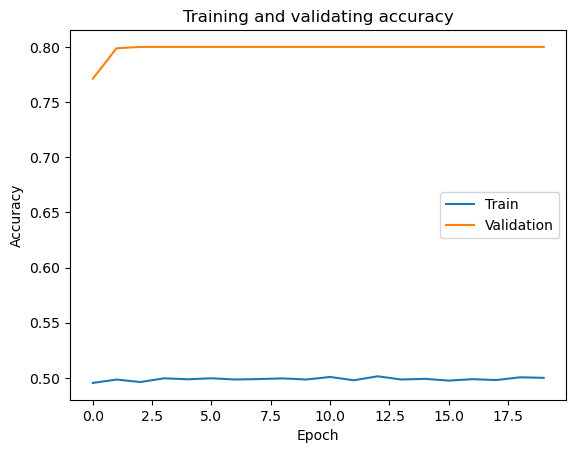 Training and validating accuracy
0.80
0.75
0.70
0.65
0.60
0.55
0.50
Accuracy
Train
Validation
0.0 2.5 5.0 7.5 10.0 12.5 15.0 17.5
Epoch